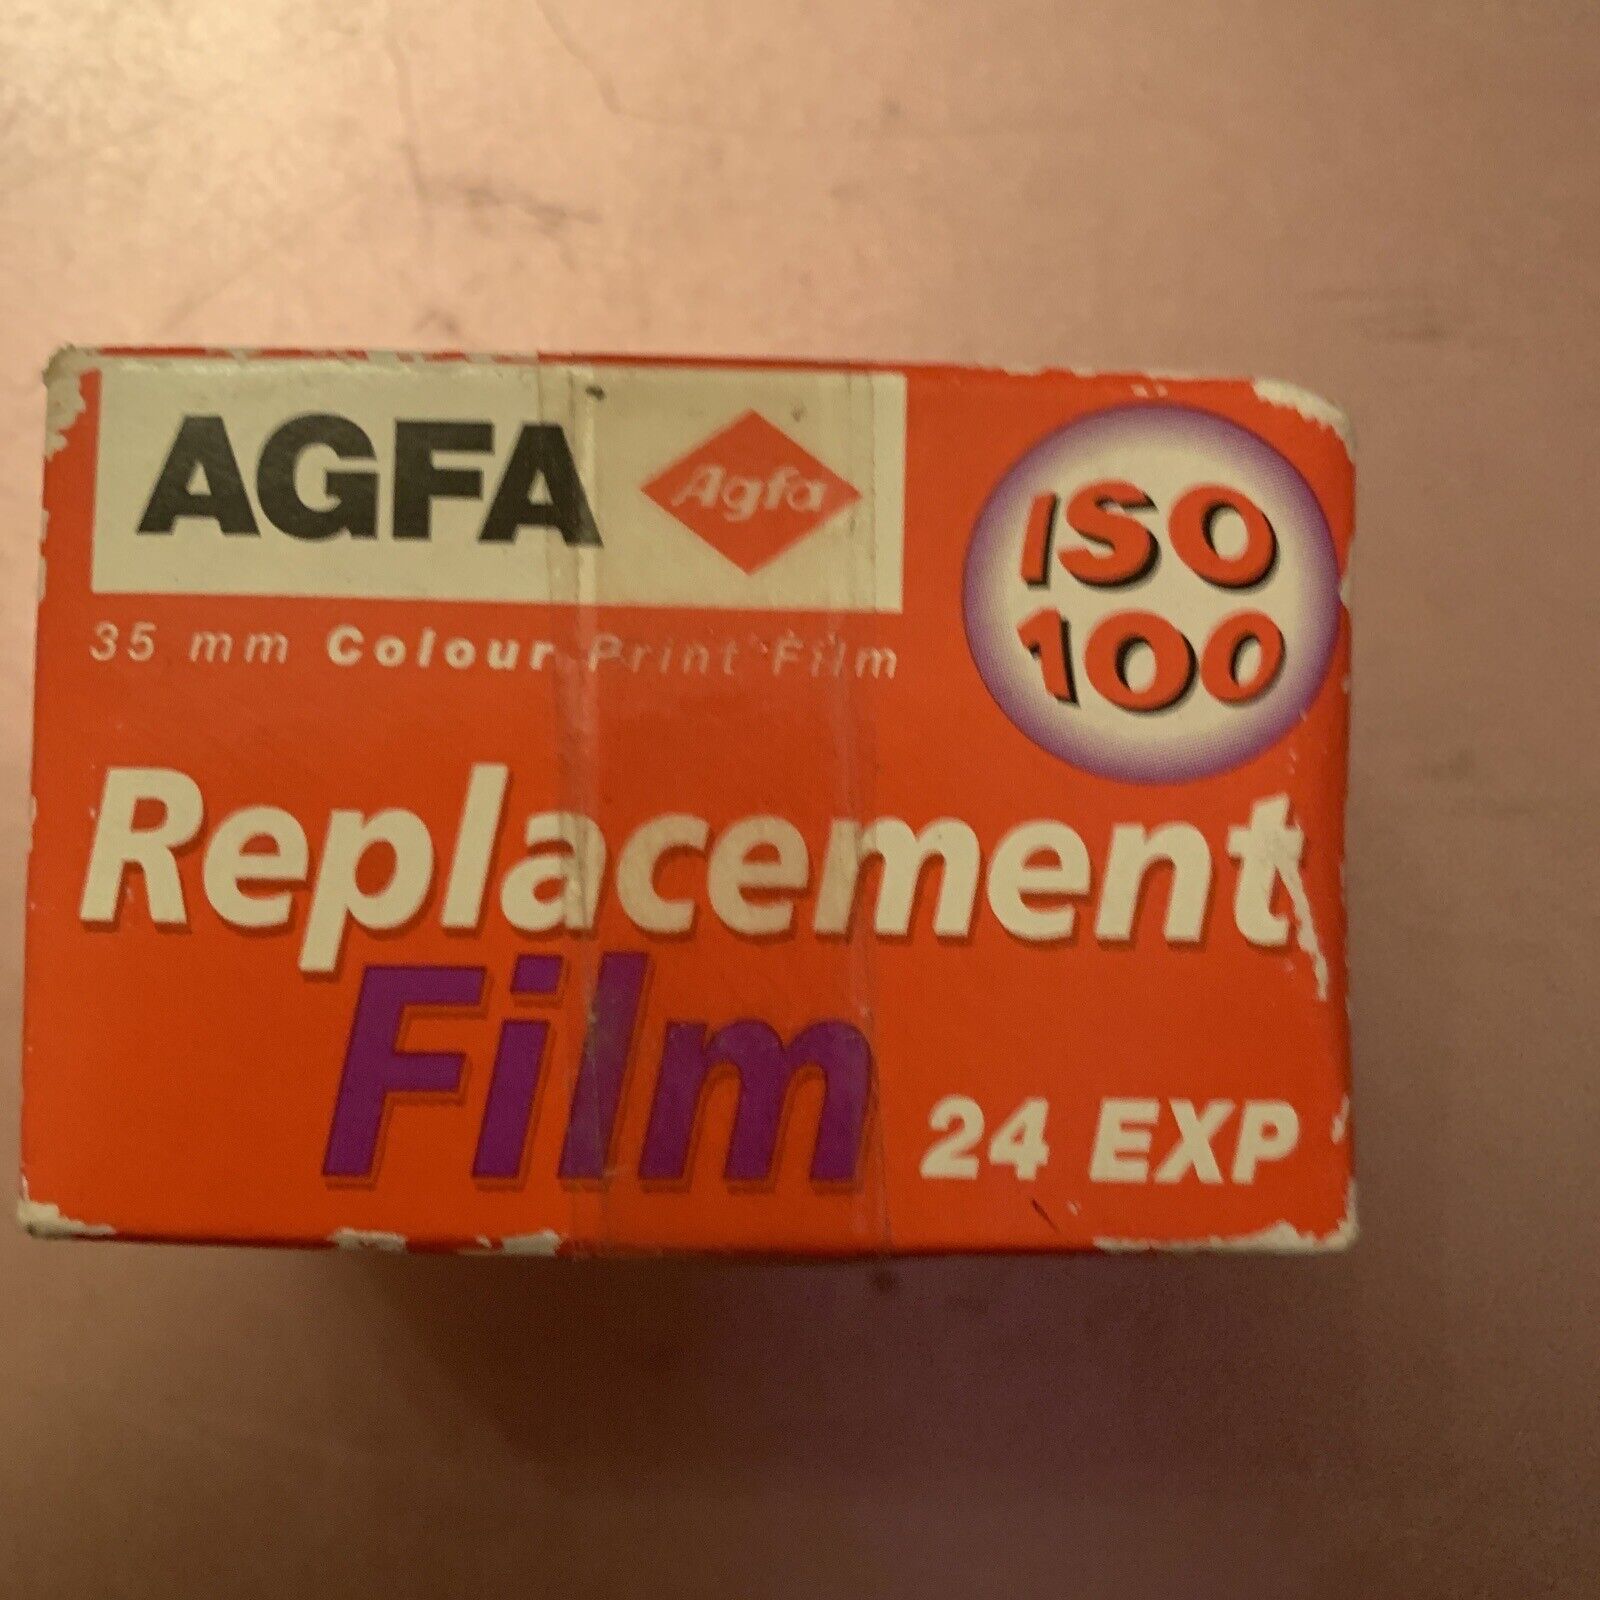 AGFA Agfa
35 mm Colour Print Film
ISO
100
Replacement
Film
24 EXP